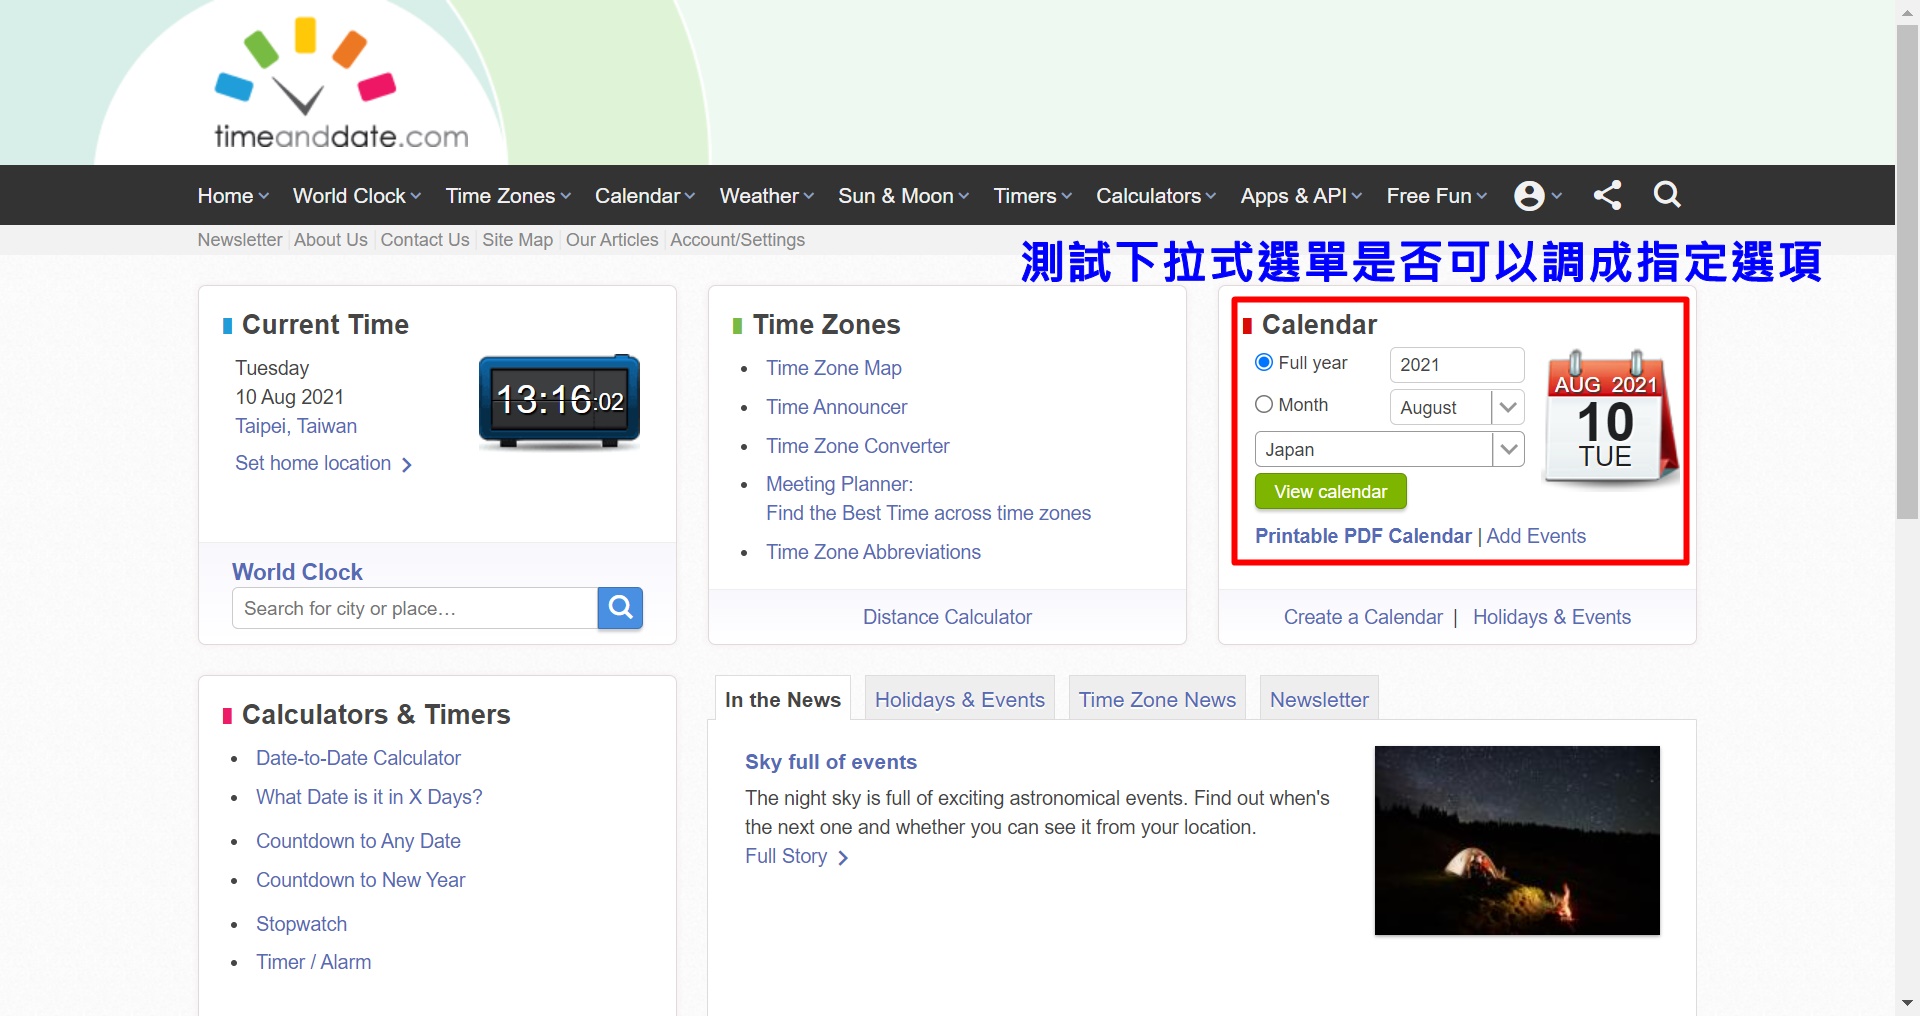 timeanddate.com
Home World Clock Time Zones Calendar Weather Sun & Moon Timers Calculators Apps & API Free Fun
Newsletter About Us Contact Us Site Map Our Articles Account/Settings
測試下拉式選單是否可以調成指定選項
Current Time
Tuesday
10 Aug 2021
Taipei, Taiwan
Set home location
13:16:02
World Clock
Search for city or place…
Time Zones
Time Zone Map
Time Announcer
Time Zone Converter
Meeting Planner:
Find the Best Time across time zones
Time Zone Abbreviations
Distance Calculator
Calendar
Full year 2021
Month August
Japan
View calendar
AUG 2021
10
TUE
Printable PDF Calendar | Add Events
Create a Calendar | Holidays & Events
Calculators & Timers
Date-to-Date Calculator
What Date is it in X Days?
Countdown to Any Date
Countdown to New Year
Stopwatch
Timer / Alarm
In the News Holidays & Events Time Zone News Newsletter
Sky full of events
The night sky is full of exciting astronomical events. Find out when's
the next one and whether you can see it from your location.
Full Story